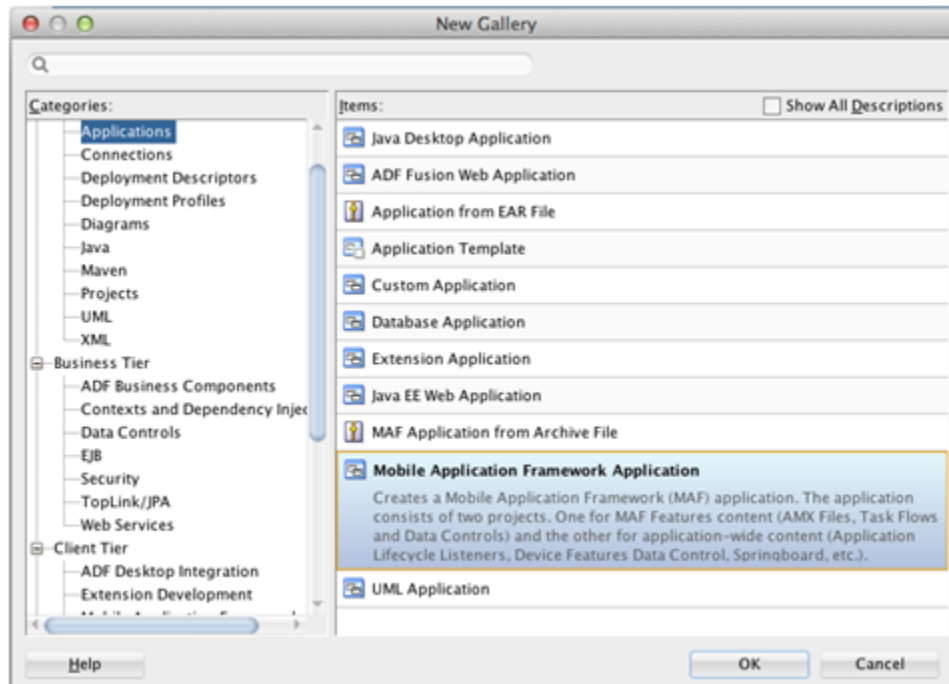 New Gallery
Categories:
Applications
Connections
Deployment Descriptors
Deployment Profiles
Diagrams
Java
Maven
Projects
UML
XML
Business Tier
ADF Business Components
Contexts and Dependency Injec
Data Controls
EJB
Security
TopLink/JPA
Web Services
Client Tier
ADF Desktop Integration
Extension Development
Items:
Show All Descriptions
Java Desktop Application
ADF Fusion Web Application
Application from EAR File
Application Template
Custom Application
Database Application
Extension Application
Java EE Web Application
MAF Application from Archive File
Mobile Application Framework Application
Creates a Mobile Application Framework (MAF) application. The application
consists of two projects. One for MAF Features content (AMX Files, Task Flows
and Data Controls) and the other for application-wide content (Application
Lifecycle Listeners, Device Features Data Control, Springboard, etc.).
UML Application
Help
OK
Cancel